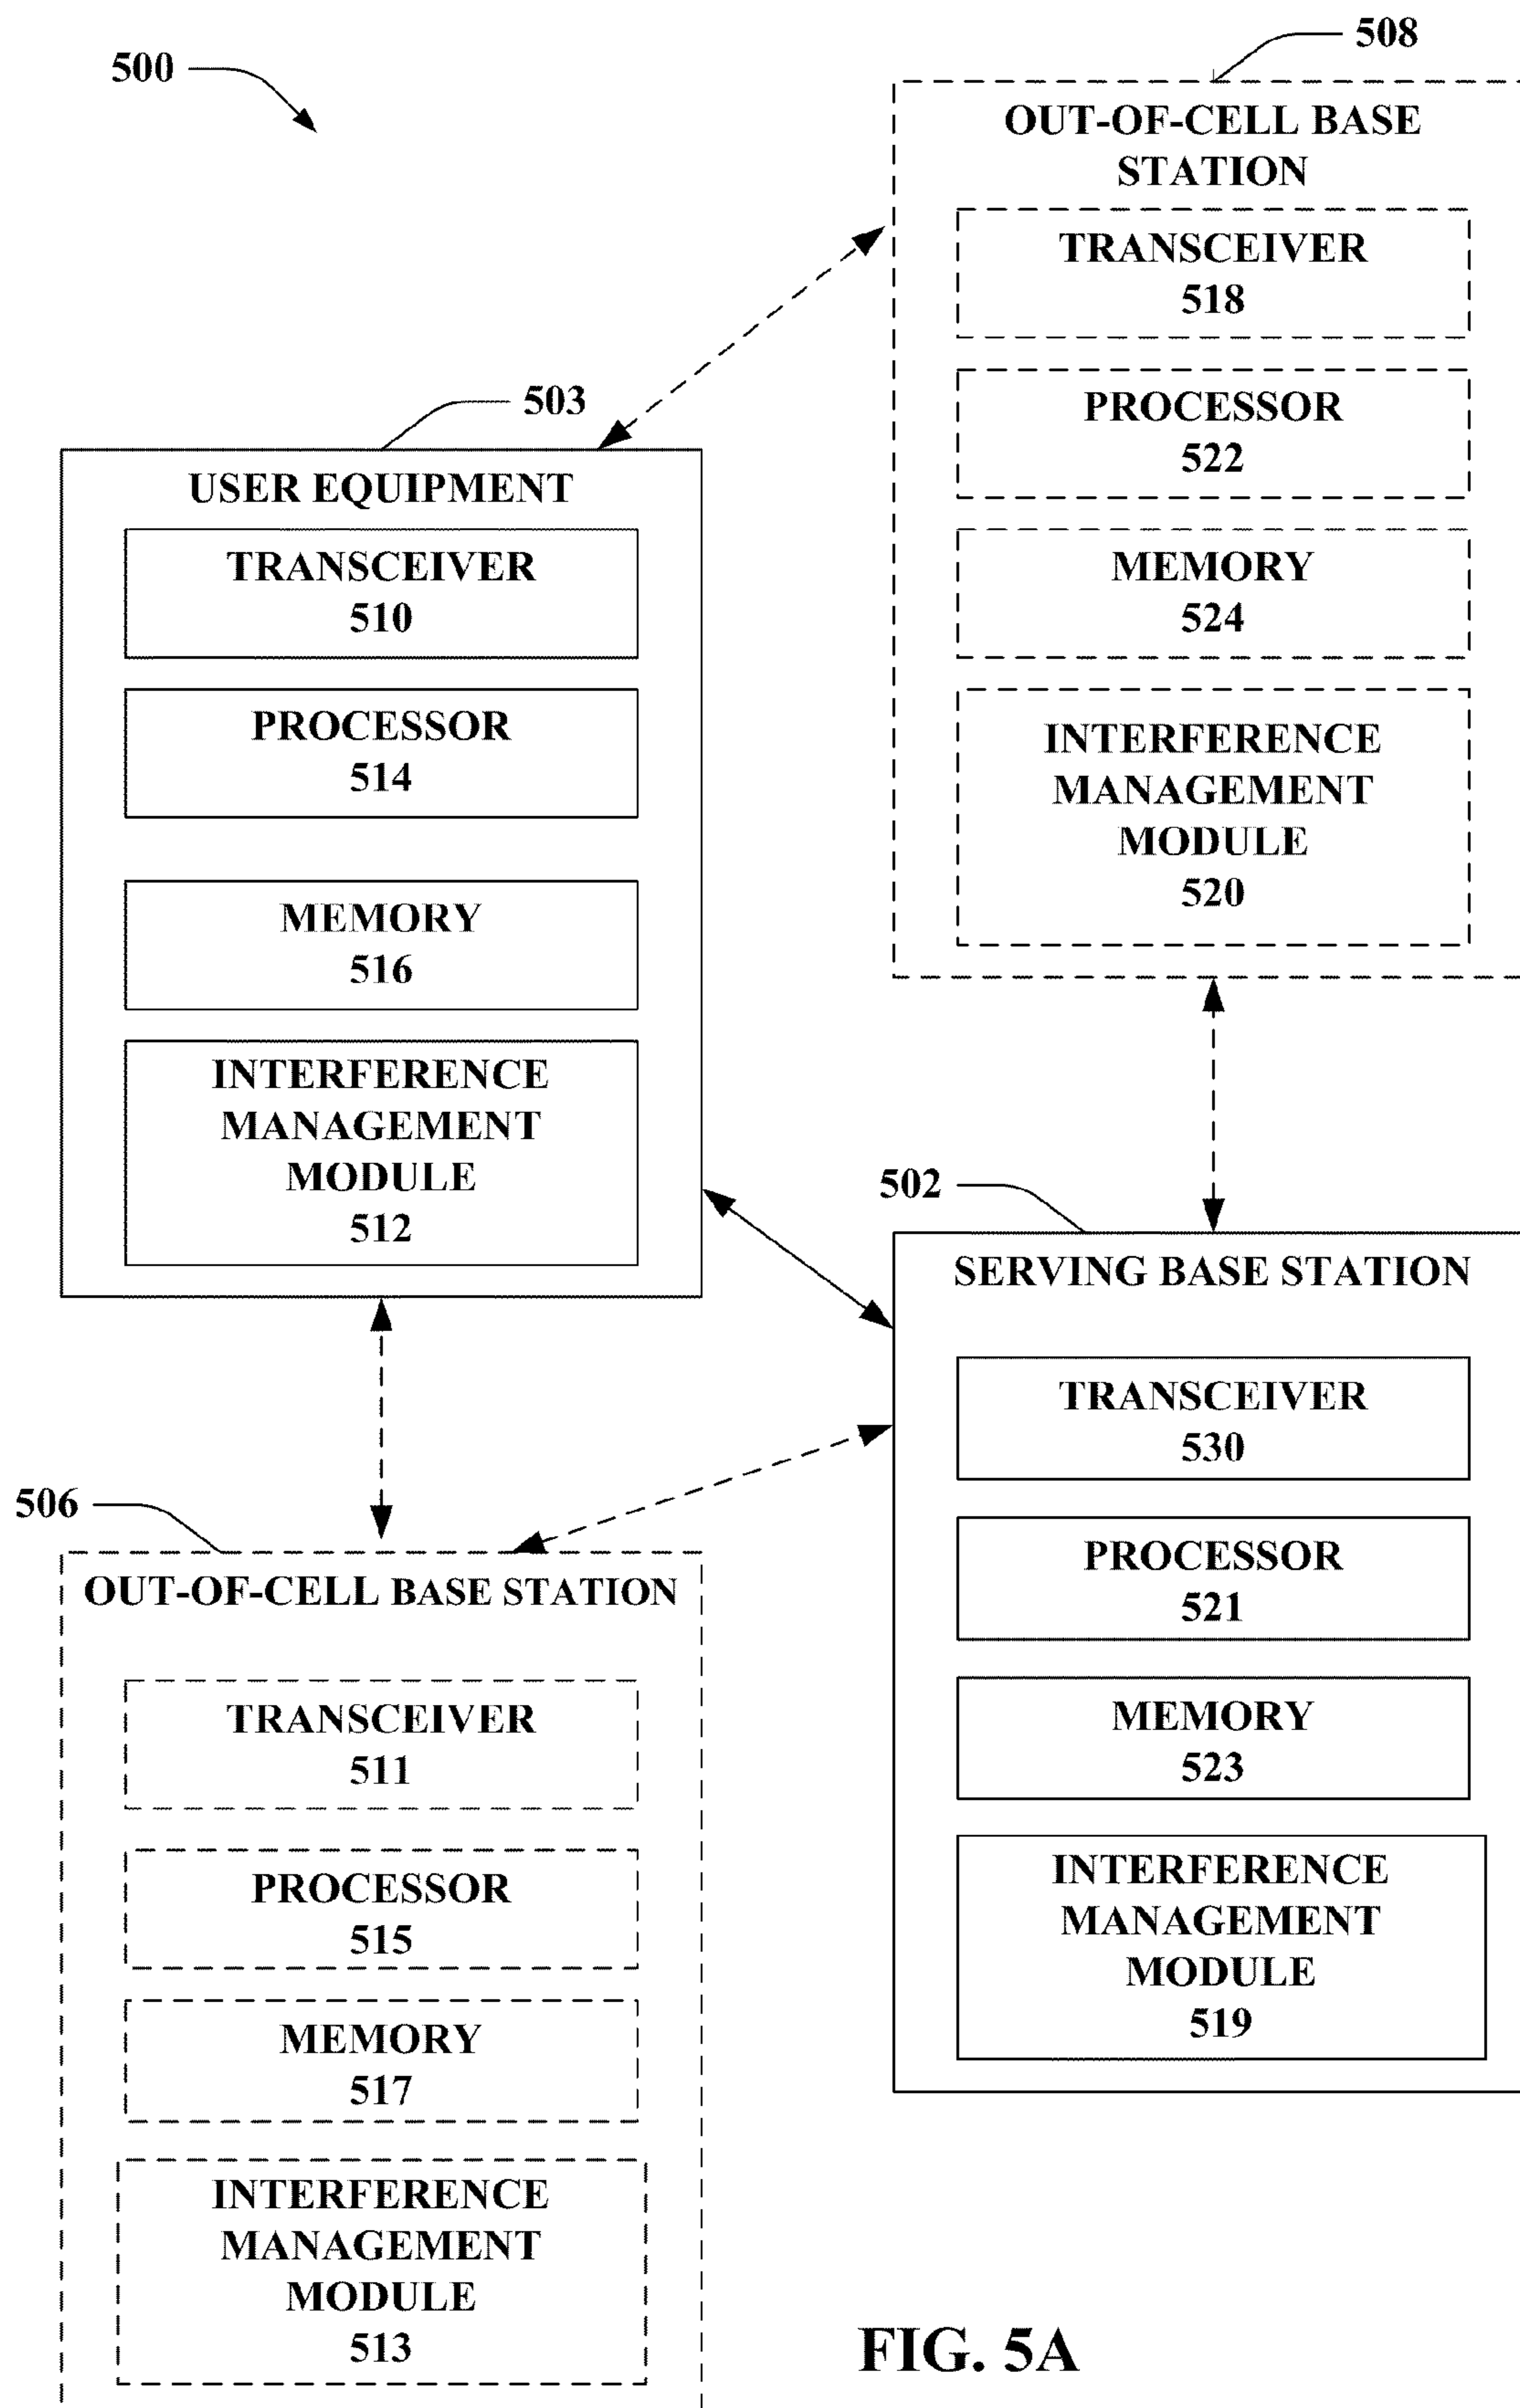 500
508
OUT-OF-CELL BASE
STATION
TRANSCEIVER
518
PROCESSOR
522
MEMORY
524
INTERFERENCE
MANAGEMENT
MODULE
520
503
USER EQUIPMENT
TRANSCEIVER
510
PROCESSOR
514
MEMORY
516
INTERFERENCE
MANAGEMENT
MODULE
512
502
SERVING BASE STATION
TRANSCEIVER
530
PROCESSOR
521
MEMORY
523
INTERFERENCE
MANAGEMENT
MODULE
519
506
OUT-OF-CELL BASE STATION
TRANSCEIVER
511
PROCESSOR
515
MEMORY
517
INTERFERENCE
MANAGEMENT
MODULE
513
FIG. 5A